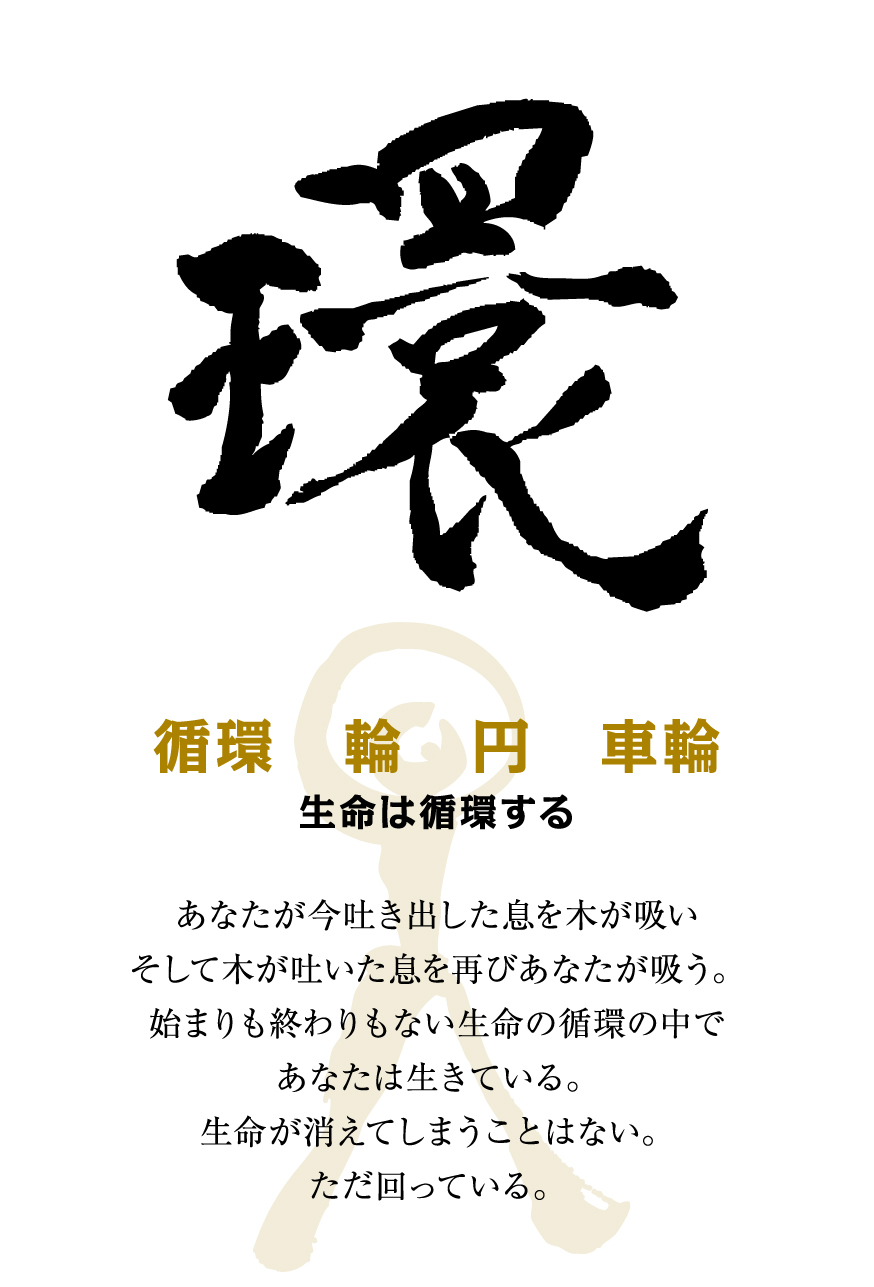 環
循環　輪　円　車輪
生命は循環する
あなたが今吐き出した息を木が吸い
そして木が吐いた息を再びあなたが吸う。
始まりも終わりもない生命の循環の中で
あなたは生きている。
生命が消えてしまうことはない。
ただ回っている。